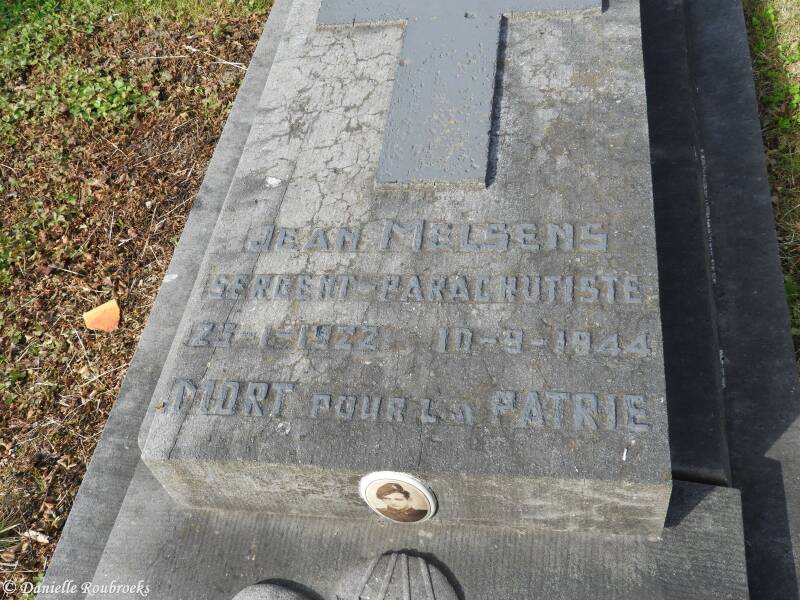 JEAN MELSENS
SERGENT-PARACHUTISTE
23-1-1922 10-9-1944
MORT POUR LA PATRIE
© Danielle Roubroeks